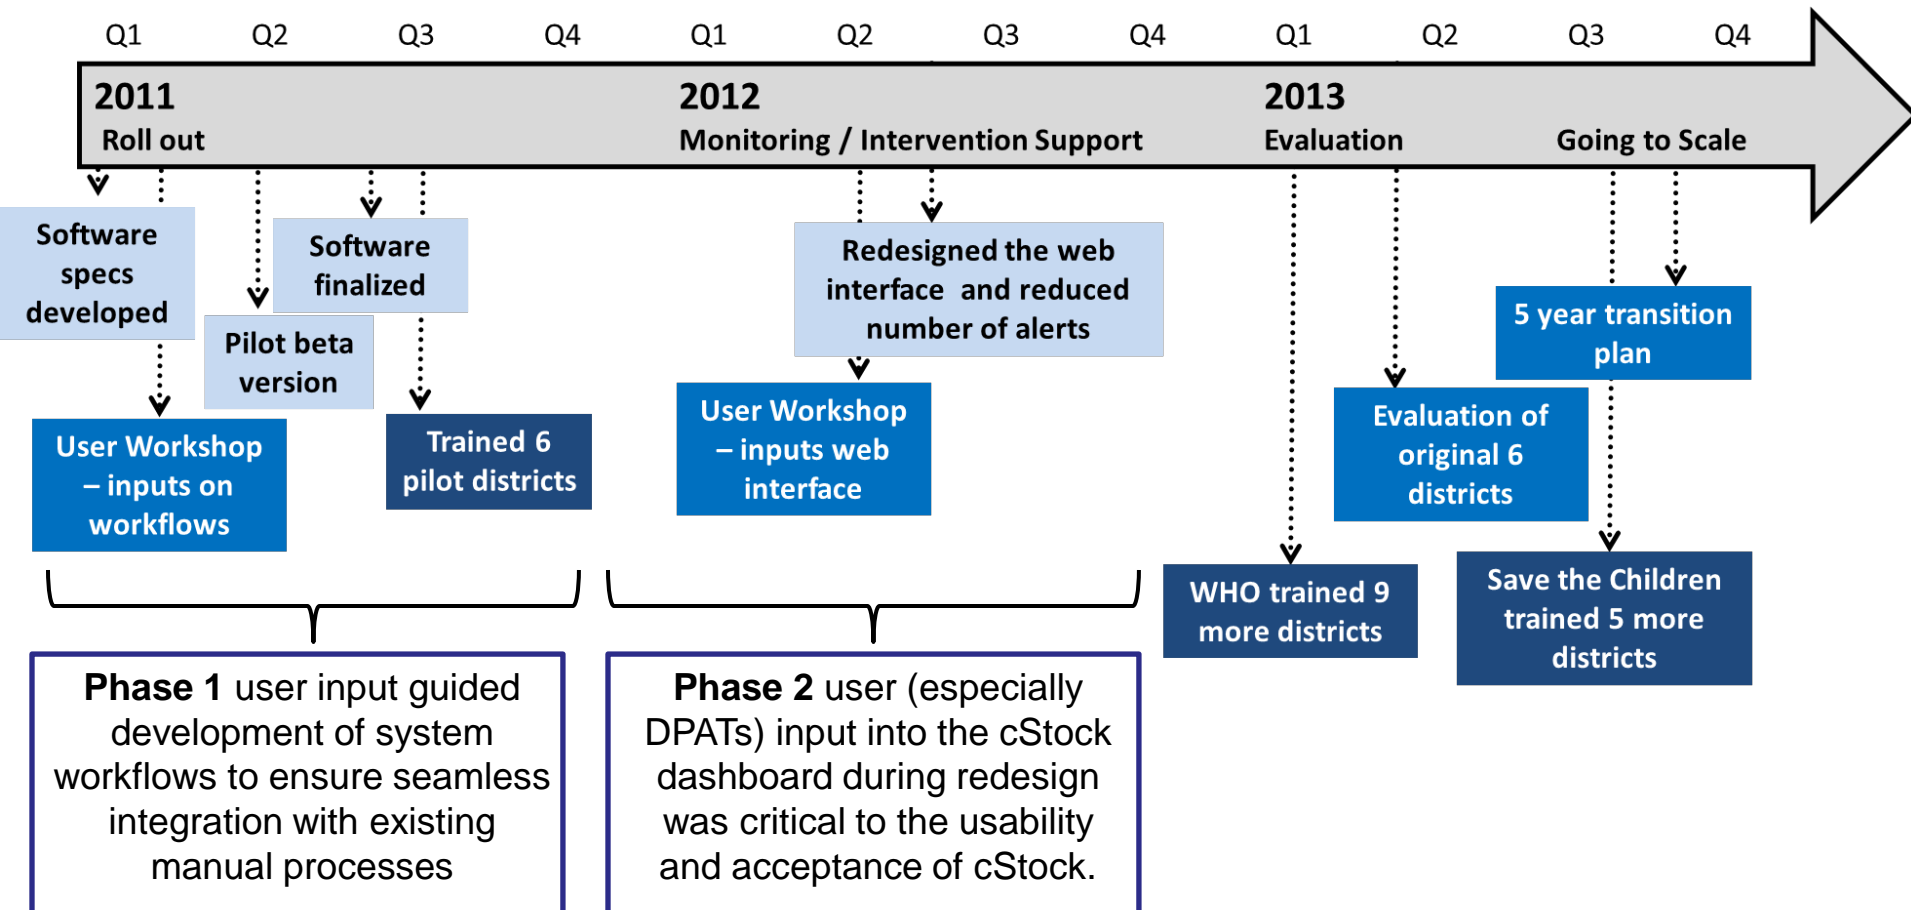 Q1 Q2 Q3 Q4 Q1 Q2 Q3 Q4 Q1 Q2 Q3 Q4
2011 2012 2013
Roll out Monitoring / Intervention Support Evaluation Going to Scale
Software
specs
developed
User Workshop
– inputs on
workflows
Pilot beta
version
Software
finalized
Trained 6
pilot districts
Redesigned the web
interface and reduced
number of alerts
User Workshop
– inputs web
interface
WHO trained 9
more districts
Evaluation of
original 6
districts
5 year transition
plan
Save the Children
trained 5 more
districts
Phase 1 user input guided
development of system
workflows to ensure seamless
integration with existing
manual processes
Phase 2 user (especially
DPATs) input into the cStock
dashboard during redesign
was critical to the usability
and acceptance of cStock.